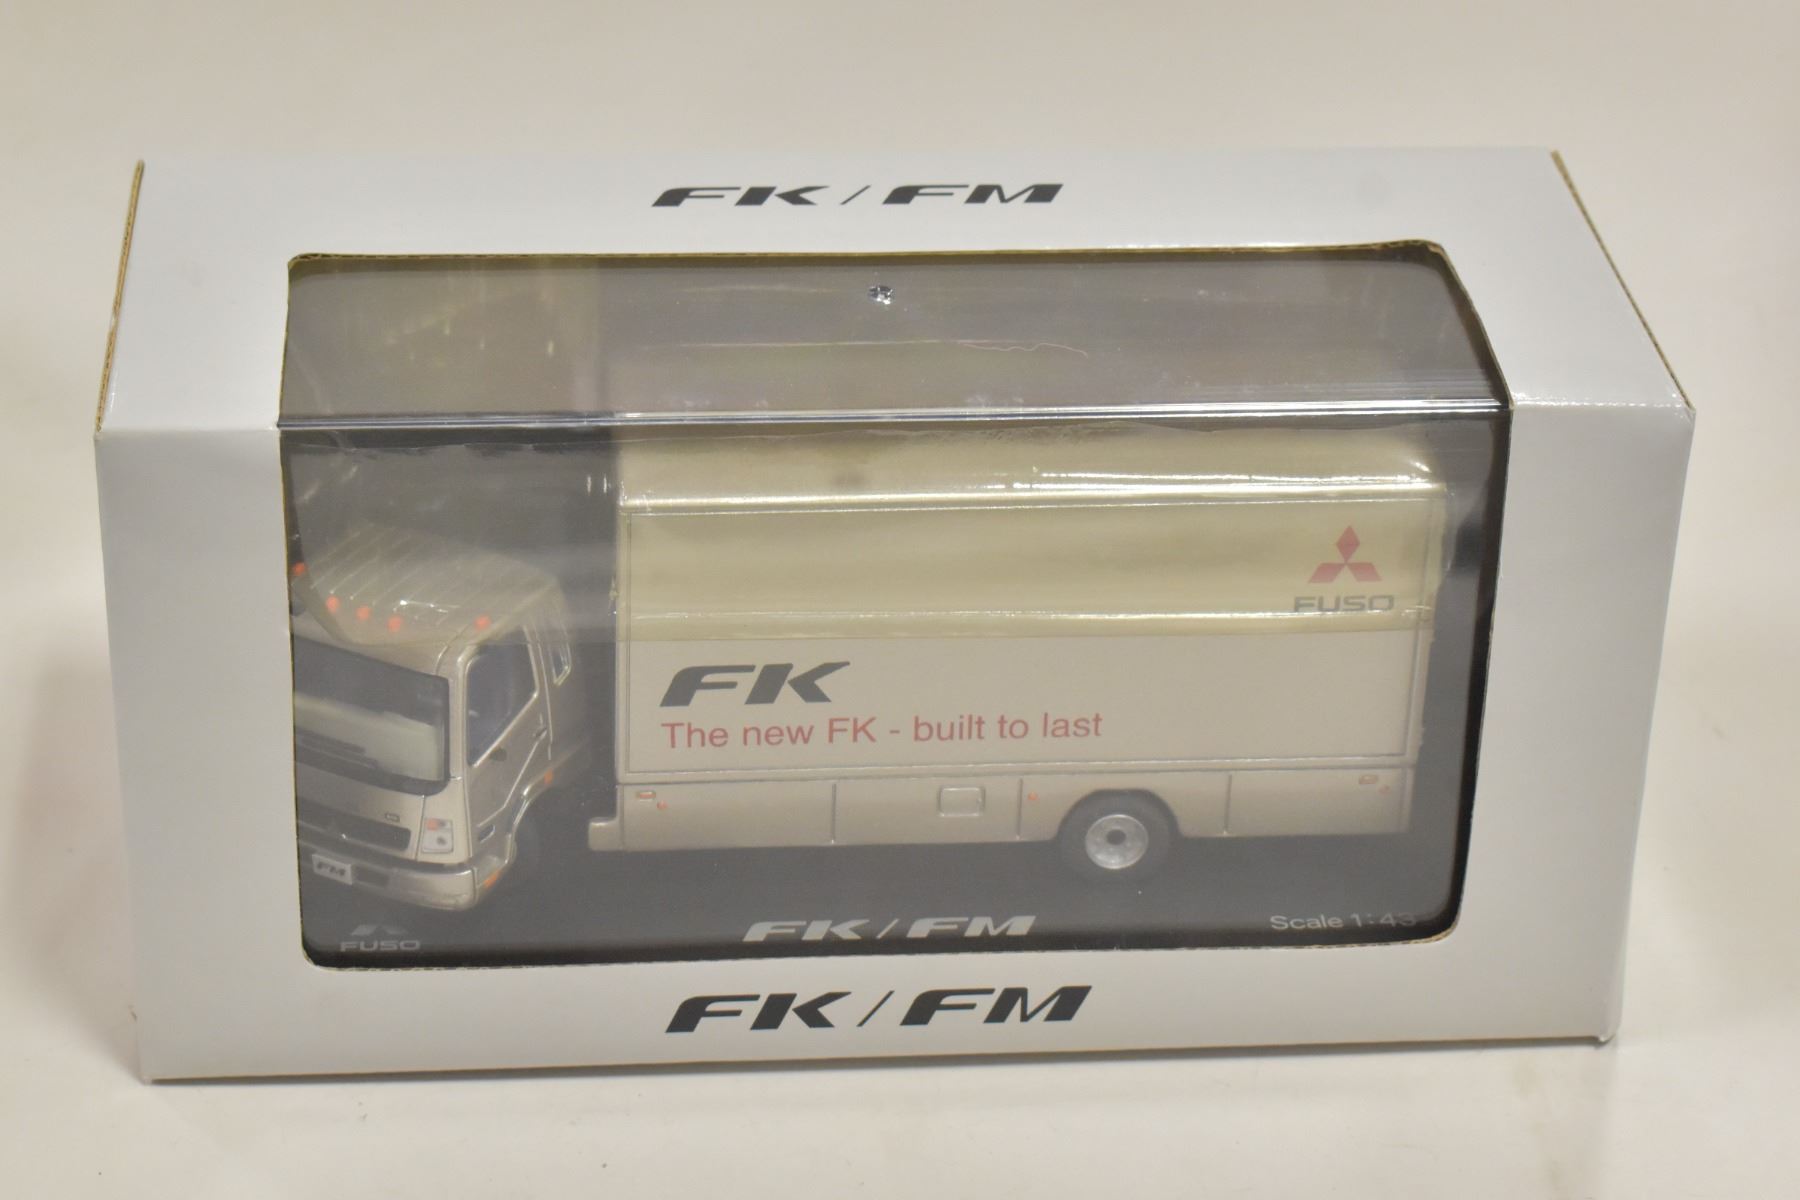 FK / FM
FUSO
FK
The new FK - built to last
FM
FUSO
FK / FM
Scale 1:43
FK / FM